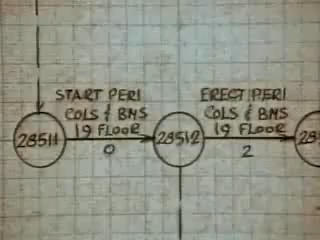 START PERI
COLS & BMS
19 FLOOR
0
ERECT PERI
COLS & BMS
19 FLOOR
2
28511
28512